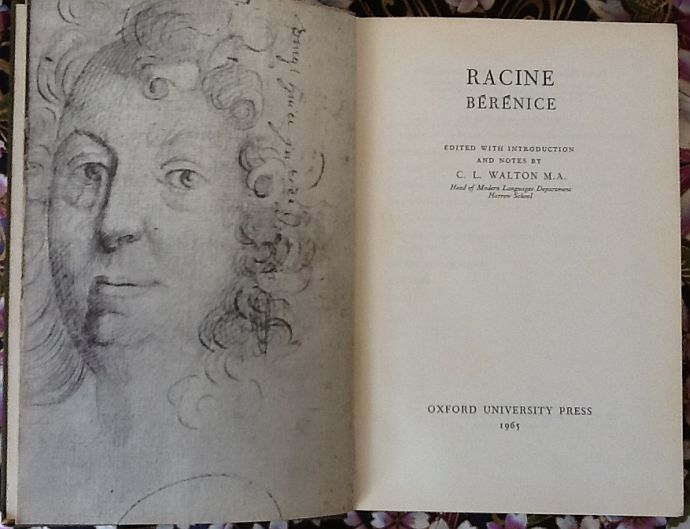 RACINE
BÉRÉNICE
EDITED WITH INTRODUCTION
AND NOTES BY
C. L. WALTON M.A.
Head of Modern Languages Department
Harrow School
OXFORD UNIVERSITY PRESS
1965